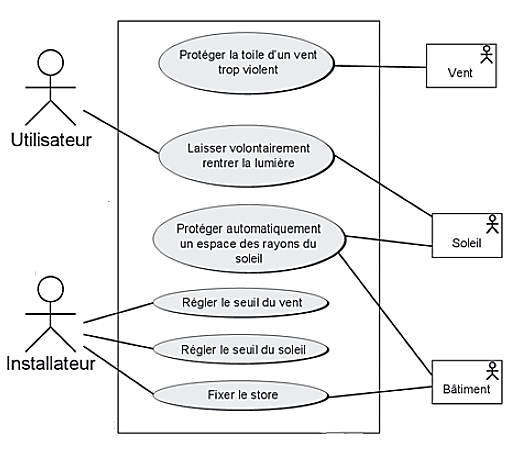 Protéger la toile d'un vent
trop violent
Vent
Utilisateur
Laisser volontairement
rentrer la lumière
Protéger automatiquement
un espace des rayons du
soleil
Soleil
Régler le seuil du vent
Installateur
Régler le seuil du soleil
Fixer le store
Bâtiment